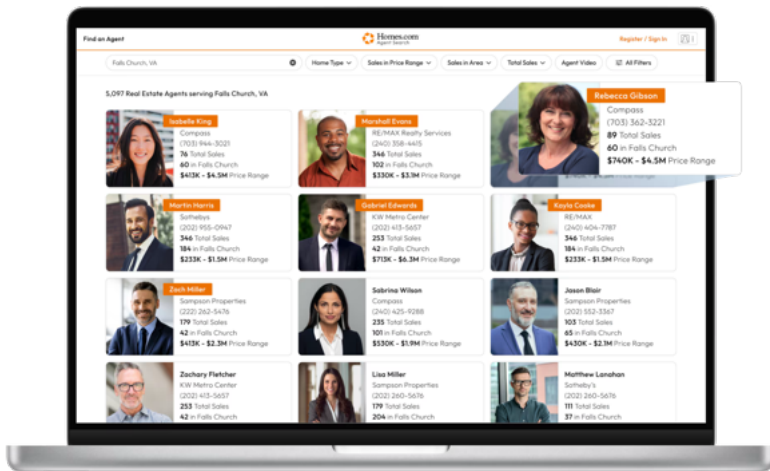 Find an Agent
Homes.com
Agent Search
Register / Sign In
Falls Church, VA
Home Type
Sales in Price Range
Sales in Area
Total Sales
Agent Video
All Filters
5,097 Real Estate Agents serving Falls Church, VA
Isabelle King
Compass
(703) 944-3021
76 Total Sales
60 in Falls Church
$413K - $4.5M Price Range
Marshall Evans
RE/MAX Realty Services
(240) 358-4415
346 Total Sales
102 in Falls Church
$330K - $3.1M Price Range
Rebecca Gibson
Compass
(703) 362-3221
89 Total Sales
60 in Falls Church
$740K - $4.5M Price Range
Martin Harris
Sothebys
(202) 955-0947
346 Total Sales
184 in Falls Church
$233K - $1.5M Price Range
Gabriel Edwards
KW Metro Center
(202) 413-5657
253 Total Sales
42 in Falls Church
$713K - $6.3M Price Range
Kayla Cooke
RE/MAX
(240) 404-7787
346 Total Sales
184 in Falls Church
$233K - $1.5M Price Range
Zach Miller
Sampson Properties
(222) 262-5476
179 Total Sales
42 in Falls Church
$413K - $2.3M Price Range
Sabrina Wilson
Compass
(240) 425-9288
235 Total Sales
101 in Falls Church
$530K - $1.9M Price Range
Jason Blair
Sampson Properties
(202) 552-3367
103 Total Sales
65 in Falls Church
$430K - $2.1M Price Range
Zachary Fletcher
KW Metro Center
(202) 413-5657
253 Total Sales
42 in Falls Church
Lisa Miller
Sampson Properties
(202) 260-5676
179 Total Sales
204 in Falls Church
Matthew Lanahan
Sotheby's
(202) 260-5676
111 Total Sales
37 in Falls Church